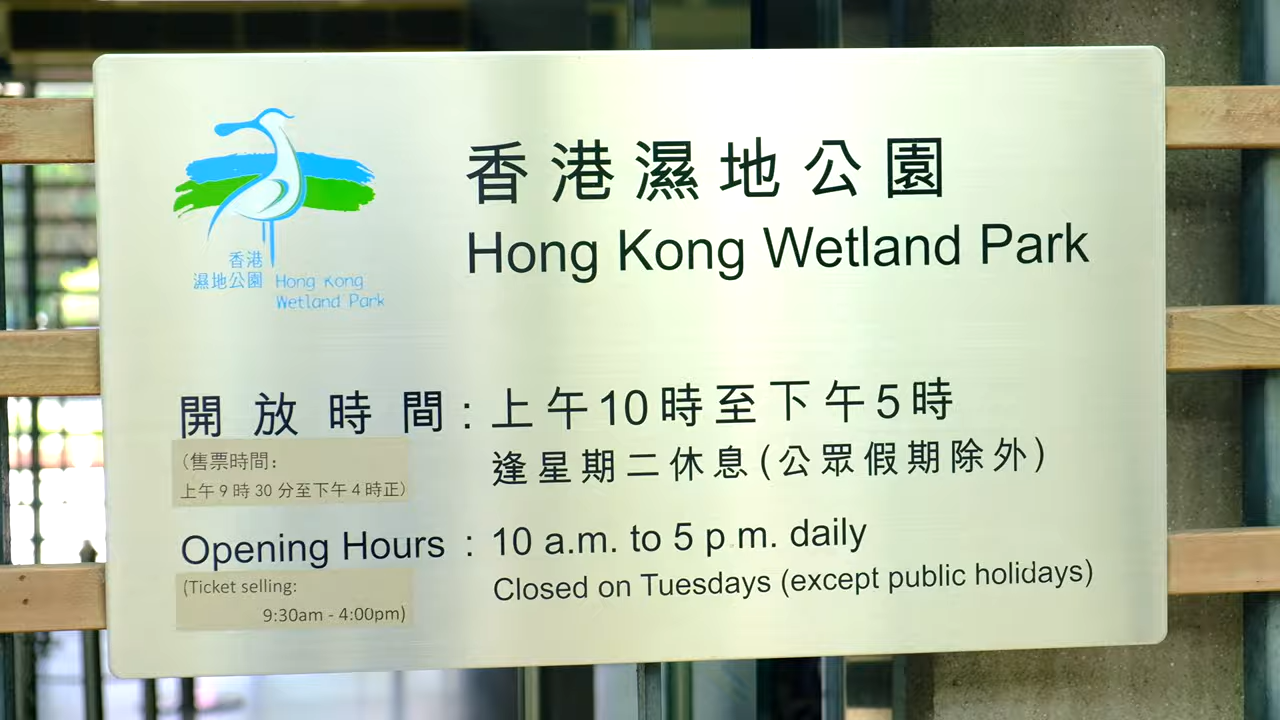 香港濕地公園
Hong Kong Wetland Park
香港
濕地公園 Hong Kong
Wetland Park
開放時間: 上午10時至下午5時
(售票時間:
上午9時30分至下午4時正)
逢星期二休息(公眾假期除外)
Opening Hours : 10 a.m. to 5 p m. daily
(Ticket selling:
9:30am - 4:00pm)
Closed on Tuesdays (except public holidays)